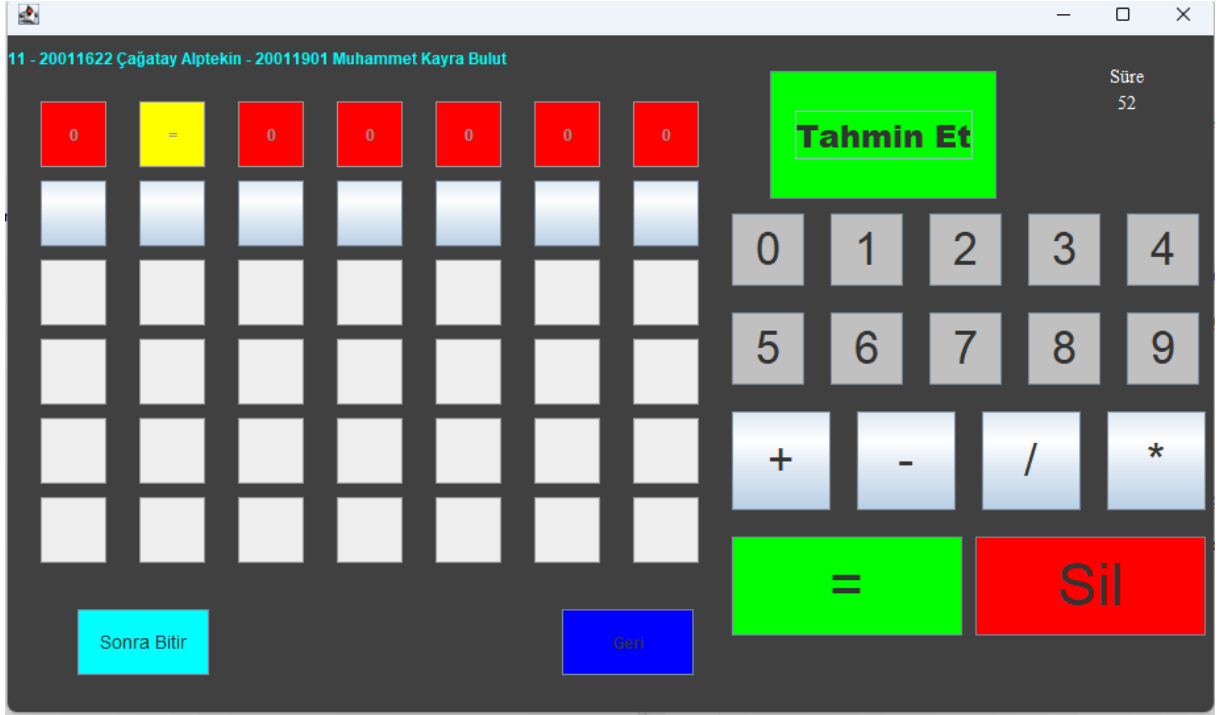 11 - 20011622 Çağatay Alptekin - 20011901 Muhammet Kayra Bulut
Süre
52
0 = 0 0 0 0 0
Tahmin Et
0 1 2 3 4
5 6 7 8 9
+ - / *
= Sil
Sonra Bitir
Geri